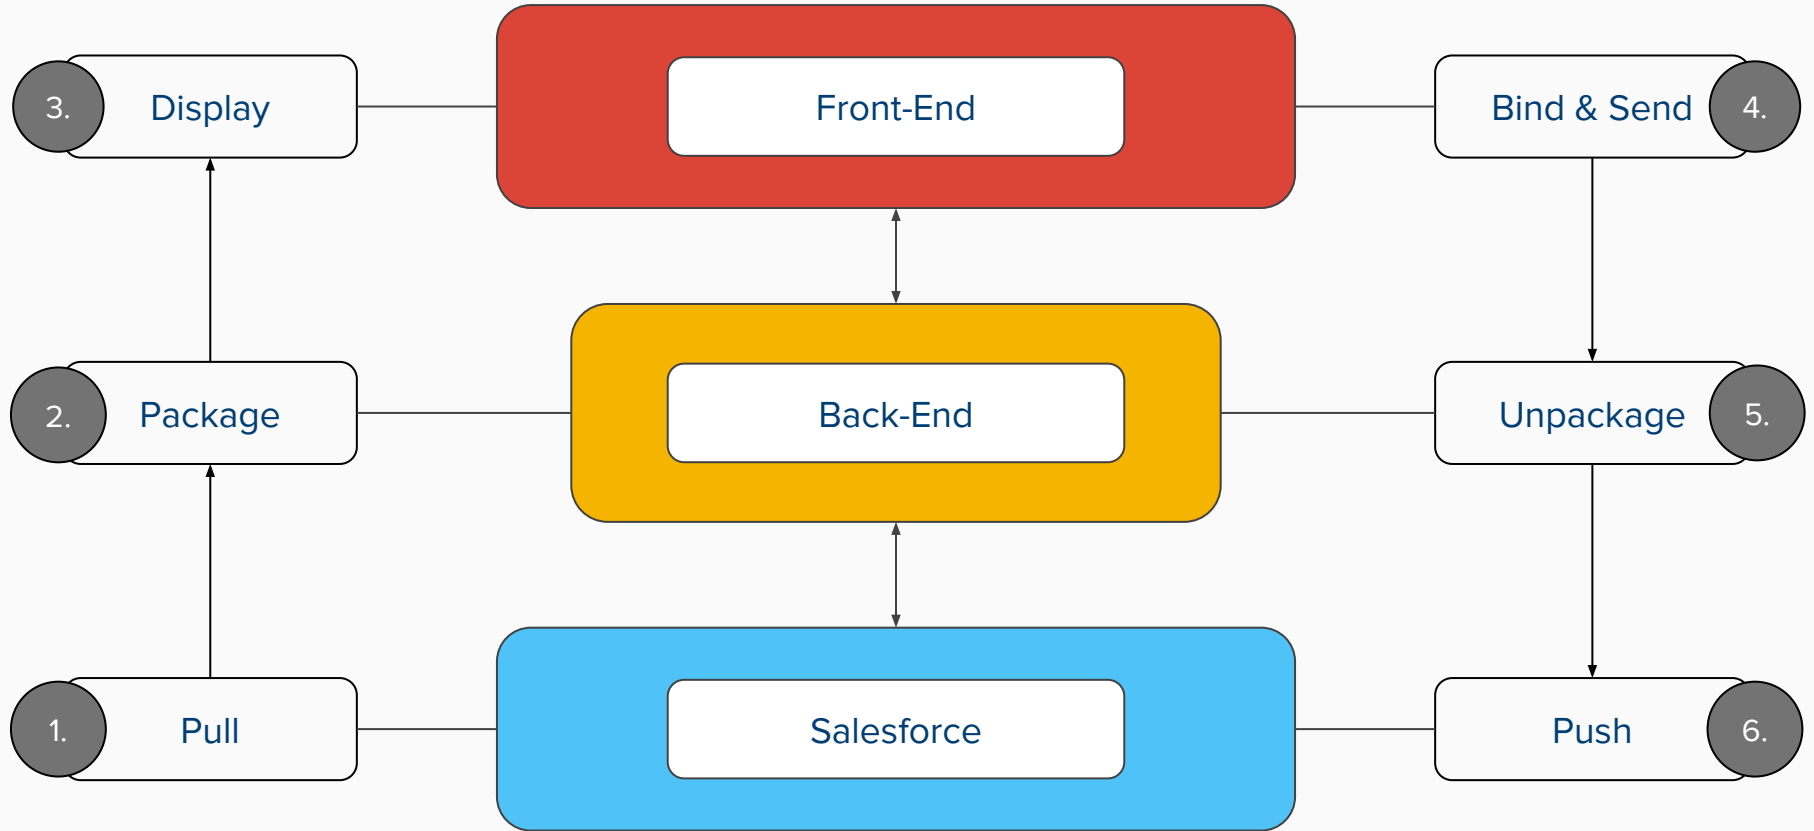 3.
Display
Front-End
Bind & Send
4.
2.
Package
Back-End
Unpackage
5.
1.
Pull
Salesforce
Push
6.